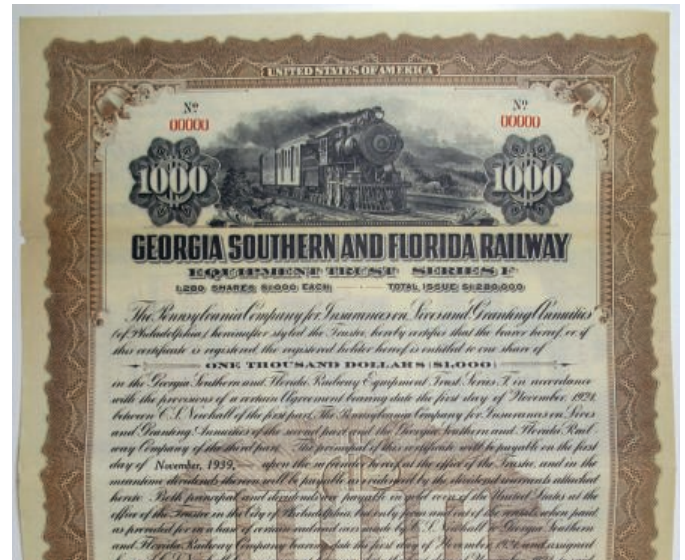 UNITED STATES OF AMERICA
Nº Nº
00000 00000
1000 1000
GEORGIA SOUTHERN AND FLORIDA RAILWAY
EQUIPMENT TRUST SERIES F
1,280 SHARES $1,000 EACH TOTAL ISSUE $1,280,000
The Pennsylvania Company for Insurances on Lives and Granting Annuities
(of Philadelphia) hereinafter styled the Trustee, hereby certifies that the bearer hereof, or if
this certificate is registered, the registered holder hereof is entitled to one share of
ONE THOUSAND DOLLARS ($1,000)
in the Georgia Southern and Florida Railway Equipment Trust Series F, in accordance
with the provisions of a certain Agreement bearing date the first day of November, 1924,
between C. S. Newhall of the first part, The Pennsylvania Company for Insurances on Lives
and Granting Annuities of the second part and the Georgia Southern and Florida Rail
way Company of the third part. The principal of this certificate will be payable on the first
day of November, 1939, upon the surrender hereof, at the office of the Trustee, and in the
meantime dividends thereon will be payable as evidenced by the dividend warrants attached
hereto. Both principal and dividends are payable in gold coin of the United States at the
office of the Trustee in the City of Philadelphia, but only from and out of the rentals when paid
as provided for in a lease of certain railroad cars made by C. S. Newhall to Georgia Southern
and Florida Railway Company bearing date the first day of November, 1924 and assigned